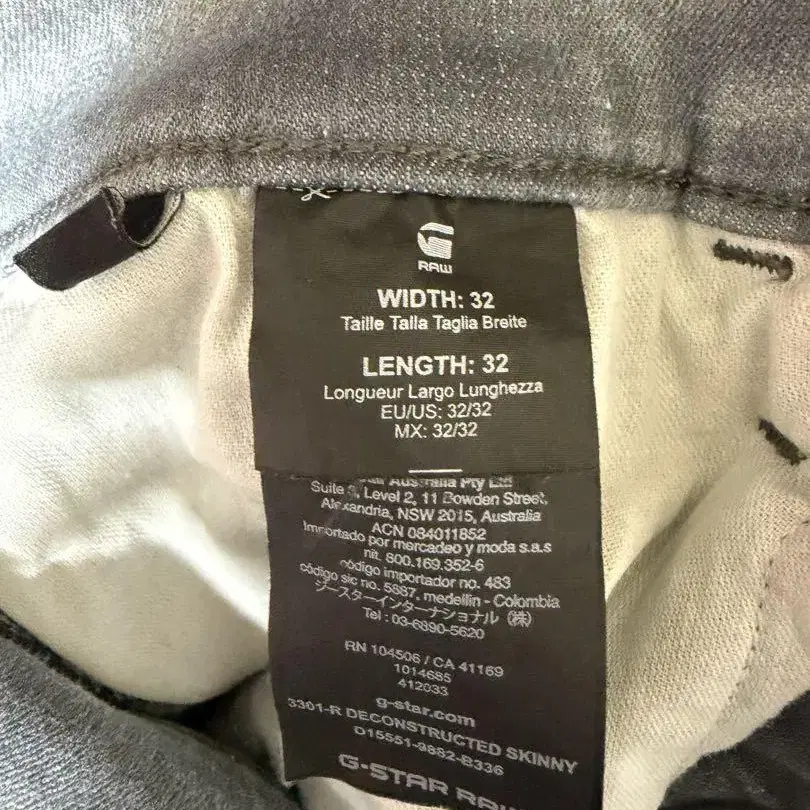 RAW
WIDTH: 32
Taille Talla Taglia Breite
LENGTH: 32
Longueur Largo Lunghezza
EU/US: 32/32
MX: 32/32
Australia Pty Ltd
Suite Level 2, 11 Bowden Street,
Alexandria, NSW 2015, Australia
ACN 084011852
Importado por mercadeo y moda s.a.s
nit. 800.169.352-6
código importador no. 483
código sic no. 5887, medellin - Colombia
ジースターインターナショナル (株)
Tel : 03-6890-5620
RN 104506 / CA 41169
1014685
412033
g-star.com
3301-R DECONSTRUCTED SKINNY
D15551-9882-B336
G-STAR RAW